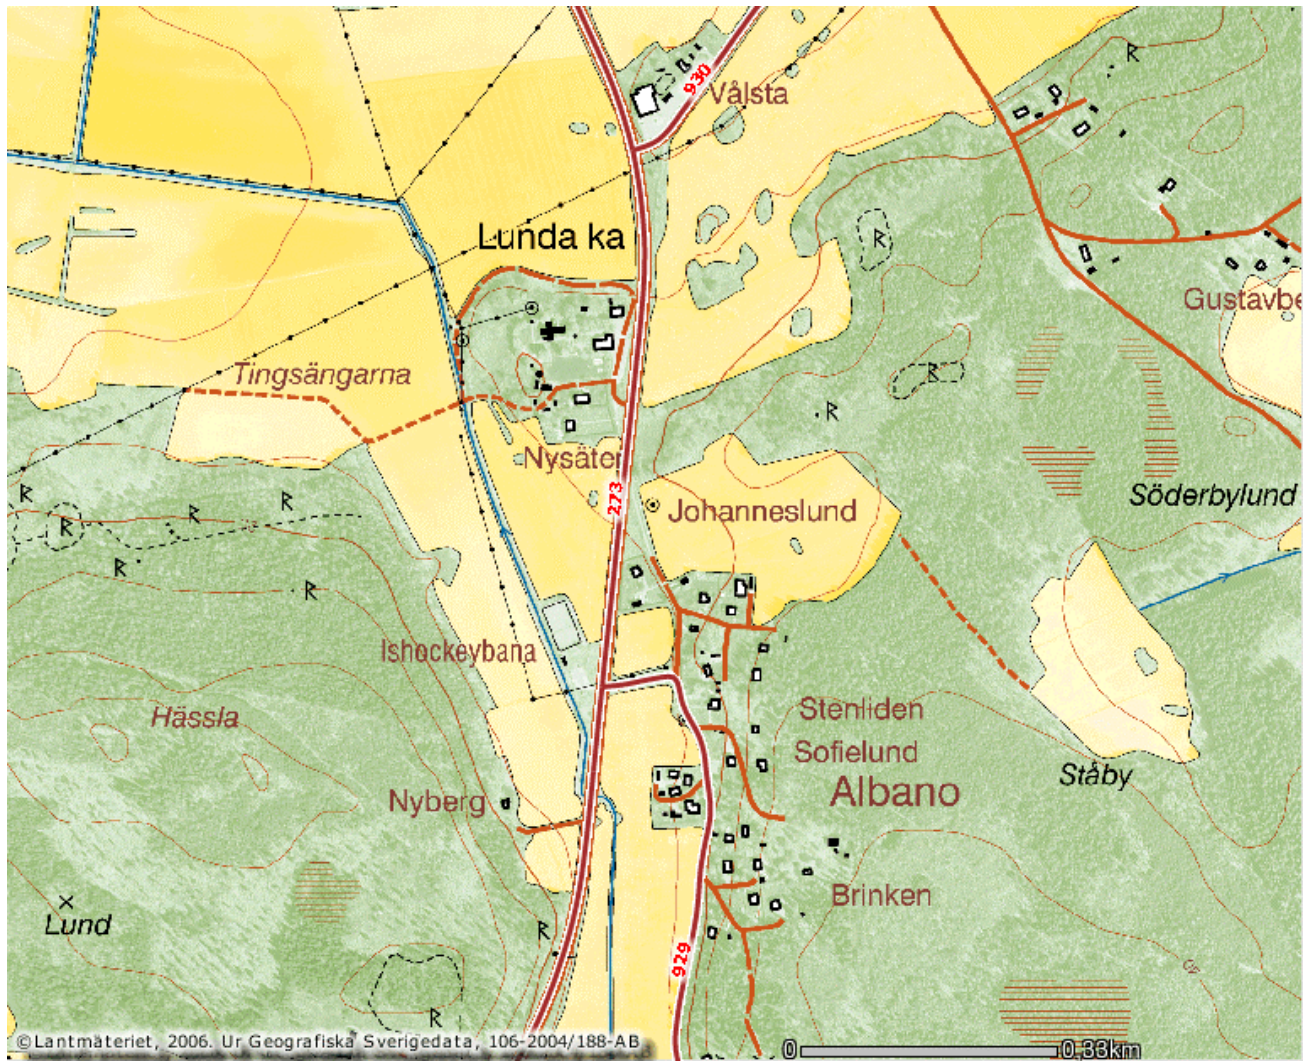 R
930
Vålsta
Lunda ka
R
Gustavbe
Tingsängarna
R
R
Nysäter
R
R
R
273
Johanneslund
Söderbylund
R
R
R
Ishockeybana
Hässla
Stenliden
Sofielund
Ståby
Nyberg
Albano
Brinken
Lund
R
929
R
©Lantmäteriet, 2006. Ur Geografiska Sverigedata, 106-2004/188-AB
0 0,33km